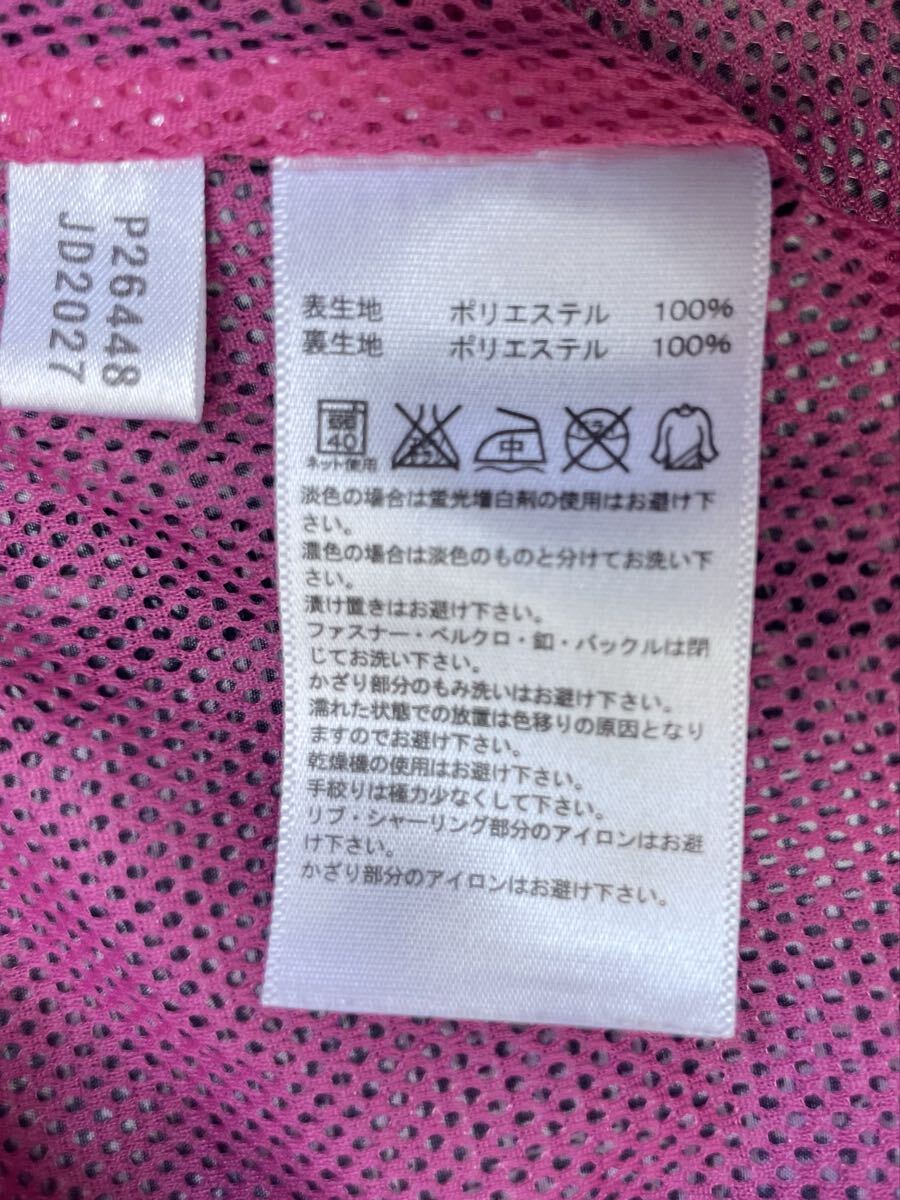 P26448
JD2027
表生地 ポリエステル 100%
裏生地 ポリエステル 100%
40 中
ネット使用
淡色の場合は蛍光増白剤の使用はお避け下
さい。
濃色の場合は淡色のものと分けてお洗い下
さい。
漬け置きはお避け下さい。
ファスナー・ベルクロ・釦・バックルは閉
じてお洗い下さい。
かざり部分のもみ洗いはお避け下さい。
濡れた状態での放置は色移りの原因となり
ますのでお避け下さい。
乾燥機の使用はお避け下さい。
手絞りは極力少なくして下さい。
リブ・シャーリング部分のアイロンはお避
け下さい。
かざり部分のアイロンはお避け下さい。